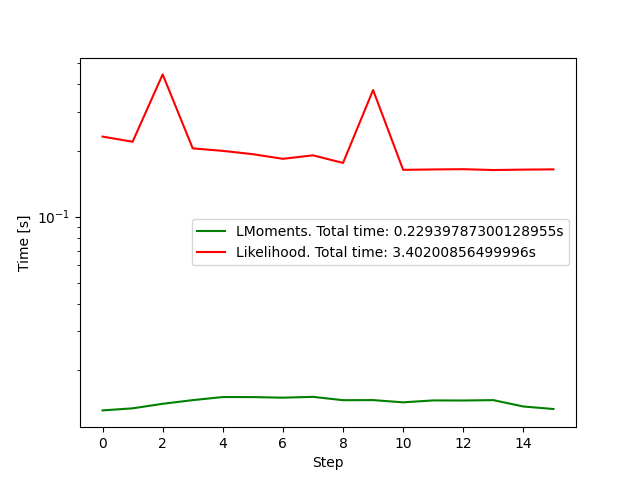 Time [s]
10⁻¹
LMoments. Total time: 0.22939787300128955s
Likelihood. Total time: 3.40200856499996s
0 2 4 6 8 10 12 14
Step